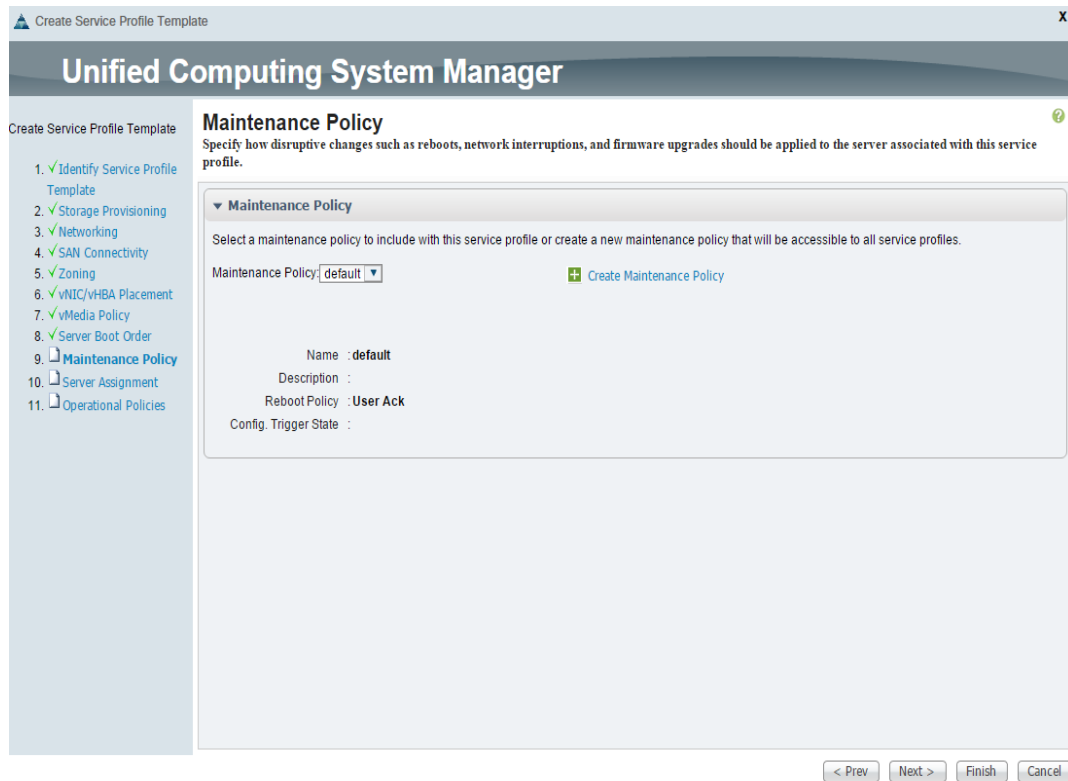 Create Service Profile Template
X
Unified Computing System Manager
Create Service Profile Template
1. √Identify Service Profile
Template
2. √Storage Provisioning
3. √Networking
4. √SAN Connectivity
5. √Zoning
6. √vNIC/vHBA Placement
7. √vMedia Policy
8. √Server Boot Order
9. Maintenance Policy
10. Server Assignment
11. Operational Policies
Maintenance Policy
?
Specify how disruptive changes such as reboots, network interruptions, and firmware upgrades should be applied to the server associated with this service
profile.
Maintenance Policy
Select a maintenance policy to include with this service profile or create a new maintenance policy that will be accessible to all service profiles.
Maintenance Policy: default
+ Create Maintenance Policy
Name : default
Description :
Reboot Policy : User Ack
Config. Trigger State :
< Prev
Next >
Finish
Cancel